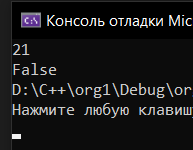 Консоль отладки Mic
21
False
D:\C++\org1\Debug\or
Нажмите любую клавиш